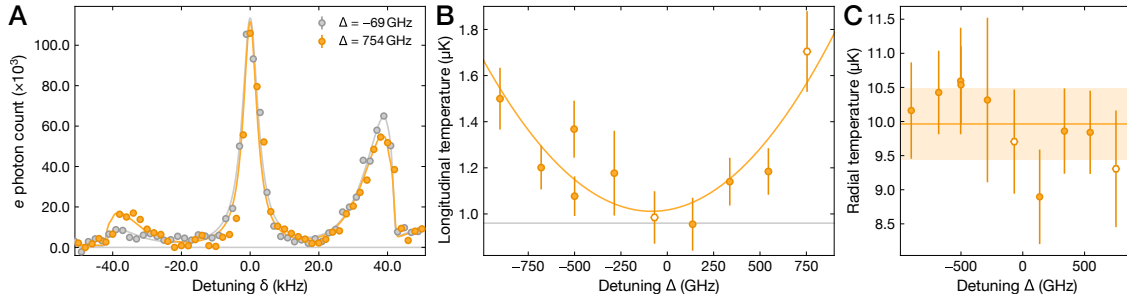 A
Δ = −69 GHz
Δ = 754 GHz
e photon count (×10³)
100.0
80.0
60.0
40.0
20.0
0.0
-40.0 -20.0 0.0 20.0 40.0
Detuning δ (kHz)
B
Longitudinal temperature (μK)
1.8
1.6
1.4
1.2
1.0
−750 −500 −250 0 250 500 750
Detuning Δ (GHz)
C
Radial temperature (μK)
11.5
11.0
10.5
10.0
9.5
9.0
8.5
−500 0 500
Detuning Δ (GHz)